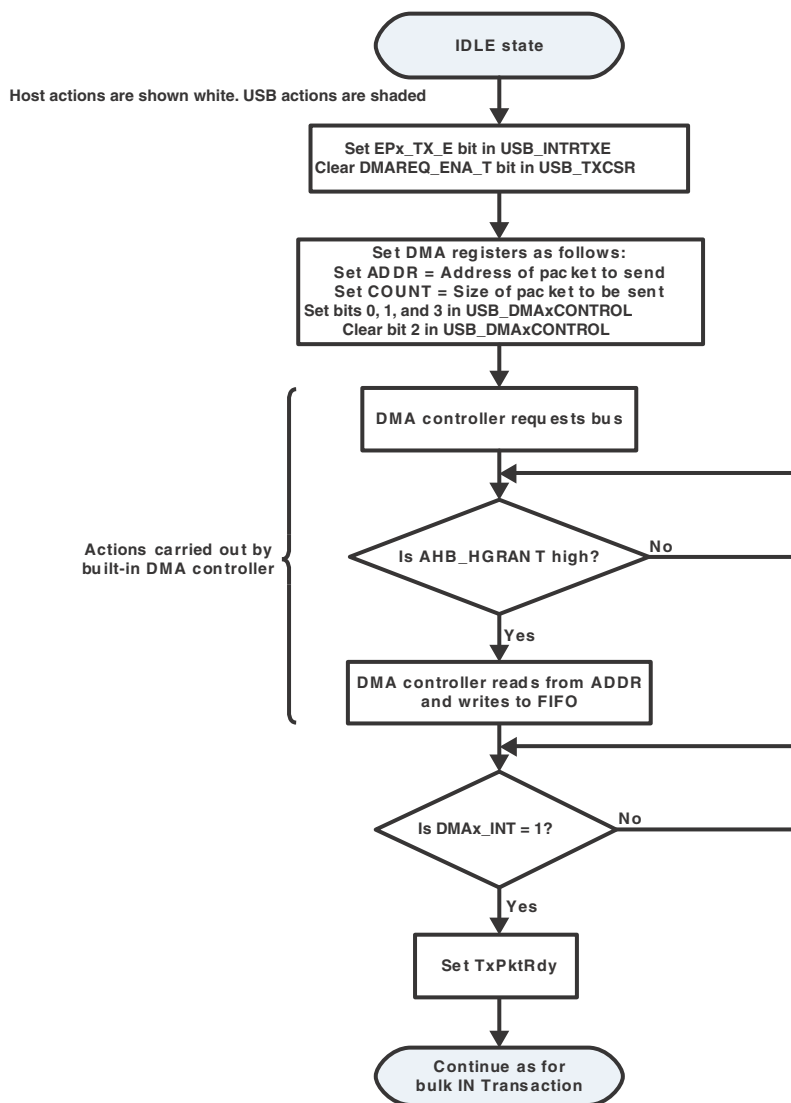 IDLE state
Host actions are shown white. USB actions are shaded
Set EPx_TX_E bit in USB_INTRTXE
Clear DMAREQ_ENA_T bit in USB_TXCSR
Set DMA registers as follows:
Set ADDR = Address of packet to send
Set COUNT = Size of packet to be sent
Set bits 0, 1, and 3 in USB_DMAxCONTROL
Clear bit 2 in USB_DMAxCONTROL
DMA controller requests bus
Actions carried out by
built-in DMA controller
Is AHB_HGRANT high?
No
Yes
DMA controller reads from ADDR
and writes to FIFO
Is DMAx_INT = 1?
No
Yes
Set TxPktRdy
Continue as for
bulk IN Transaction